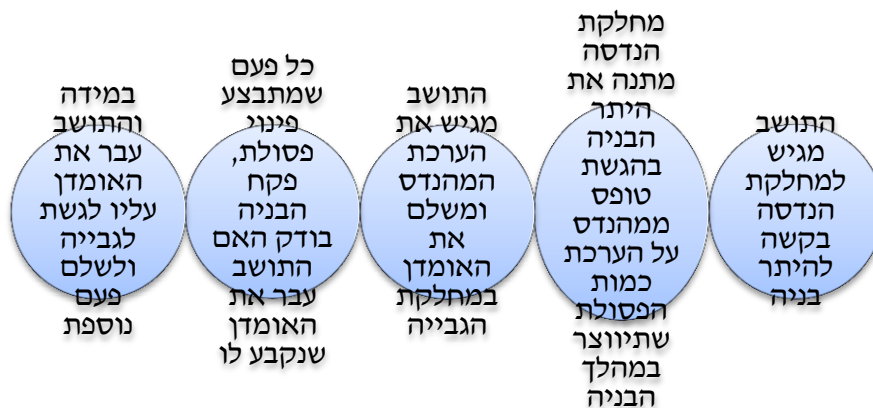 התושב
מגיש
למחלקת
הנדסה
בקשה
להיתר
בניה
מחלקת
הנדסה
מתנה את
היתר
הבניה
בהגשת
טופס
ממהנדס
על הערכת
כמות
הפסולת
שתיווצר
במהלך
הבניה
התושב
מגיש את
הערכת
המהנדס
ומשלם
את
האומדן
במחלקת
הגבייה
כל פעם
שמתבצע
פינוי
פסולת,
פקח
הבניה
בודק האם
התושב
עבר את
האומדן
שנקבע לו
במידה
והתושב
עבר את
האומדן
עליו לגשת
לגבייה
ולשלם
פעם
נוספת